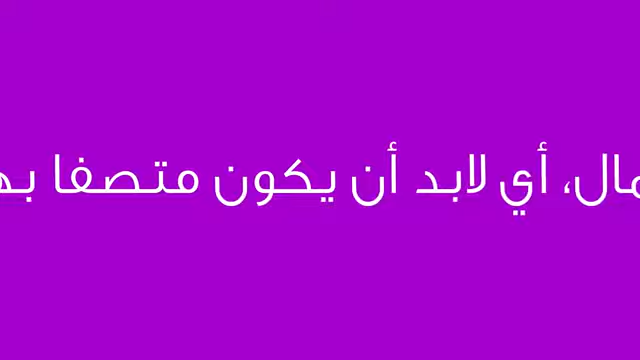 مال، أي لابد أن يكون متصفا به